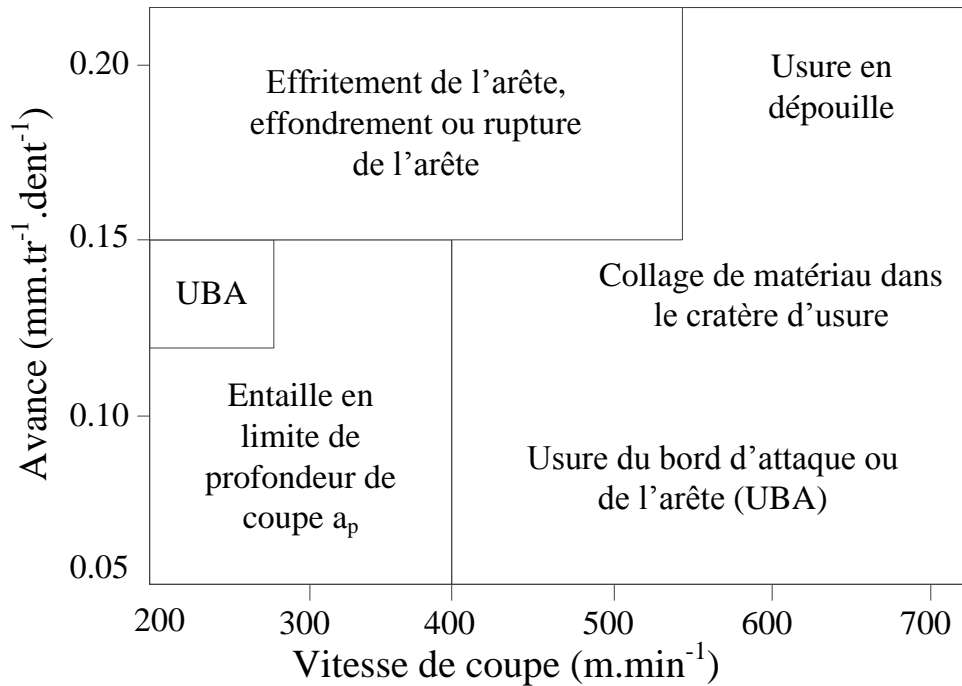 0.20
0.15
0.10
0.05
Avance (mm.tr⁻¹.dent⁻¹)
Effritement de l’arête,
effondrement ou rupture
de l’arête
Usure en
dépouille
UBA
Collage de matériau dans
le cratère d’usure
Entaille en
limite de
profondeur de
coupe aₚ
Usure du bord d’attaque ou
de l’arête (UBA)
200 300 400 500 600 700
Vitesse de coupe (m.min⁻¹)